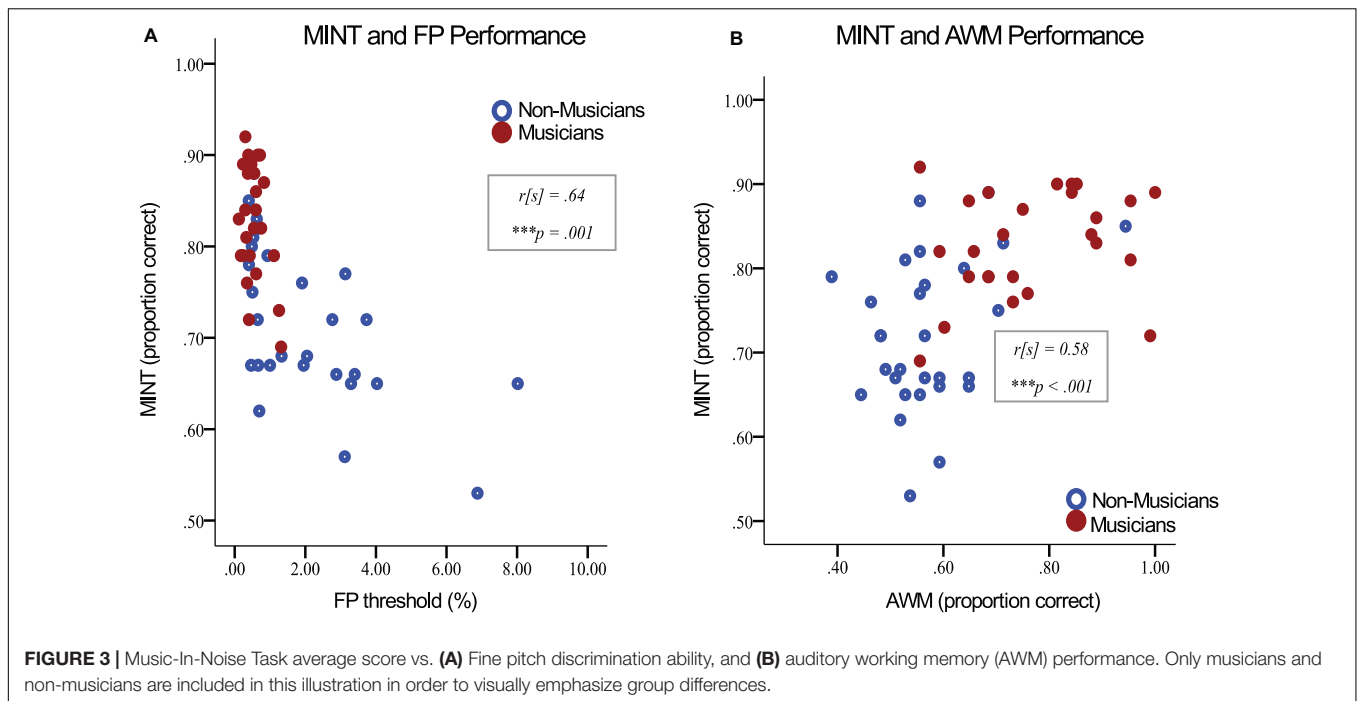 A
MINT and FP Performance
1.00
.90
.80
.70
.60
.50
MINT (proportion correct)
Non-Musicians
Musicians
r[s] = .64
***p = .001
.00 2.00 4.00 6.00 8.00 10.00
FP threshold (%)
B
MINT and AWM Performance
1.00
.90
.80
.70
.60
.50
MINT (proportion correct)
r[s] = 0.58
***p < .001
Non-Musicians
Musicians
.40 .60 .80 1.00
AWM (proportion correct)
FIGURE 3 | Music-In-Noise Task average score vs. (A) Fine pitch discrimination ability, and (B) auditory working memory (AWM) performance. Only musicians and
non-musicians are included in this illustration in order to visually emphasize group differences.